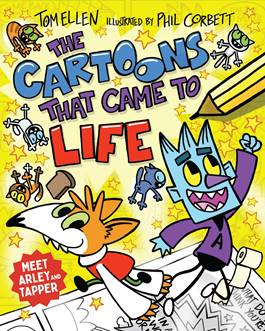 TOM ELLEN ILLUSTRATED BY PHIL CORBETT
THE
CARTOONS
THAT CAME TO
LIFE
A
MEET
ARLEY AND
TAPPER